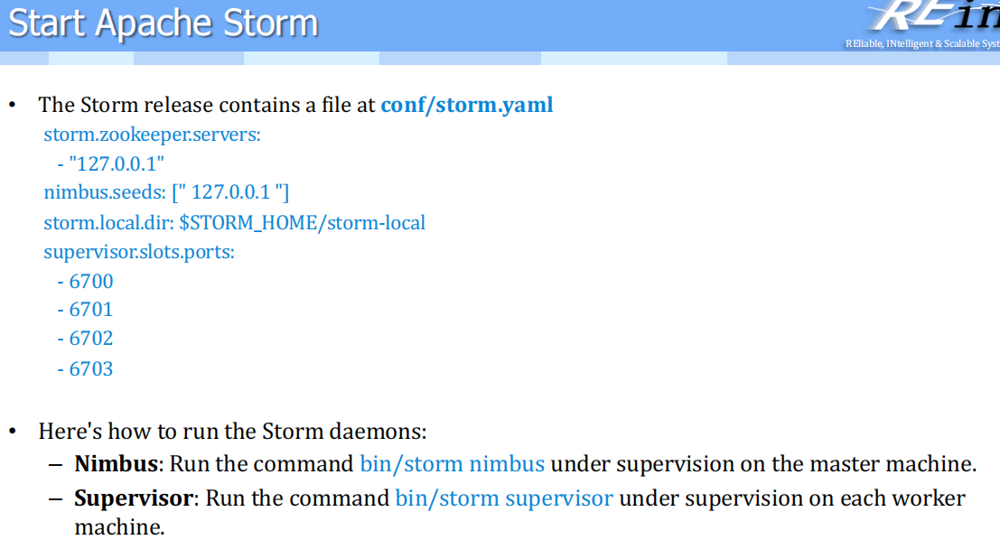 Start Apache Storm
REin
REliable, INtelligent & Scalable Syst
• The Storm release contains a file at conf/storm.yaml
storm.zookeeper.servers:
- "127.0.0.1"
nimbus.seeds: [" 127.0.0.1 "]
storm.local.dir: $STORM_HOME/storm-local
supervisor.slots.ports:
- 6700
- 6701
- 6702
- 6703
• Here's how to run the Storm daemons:
– Nimbus: Run the command bin/storm nimbus under supervision on the master machine.
– Supervisor: Run the command bin/storm supervisor under supervision on each worker
machine.